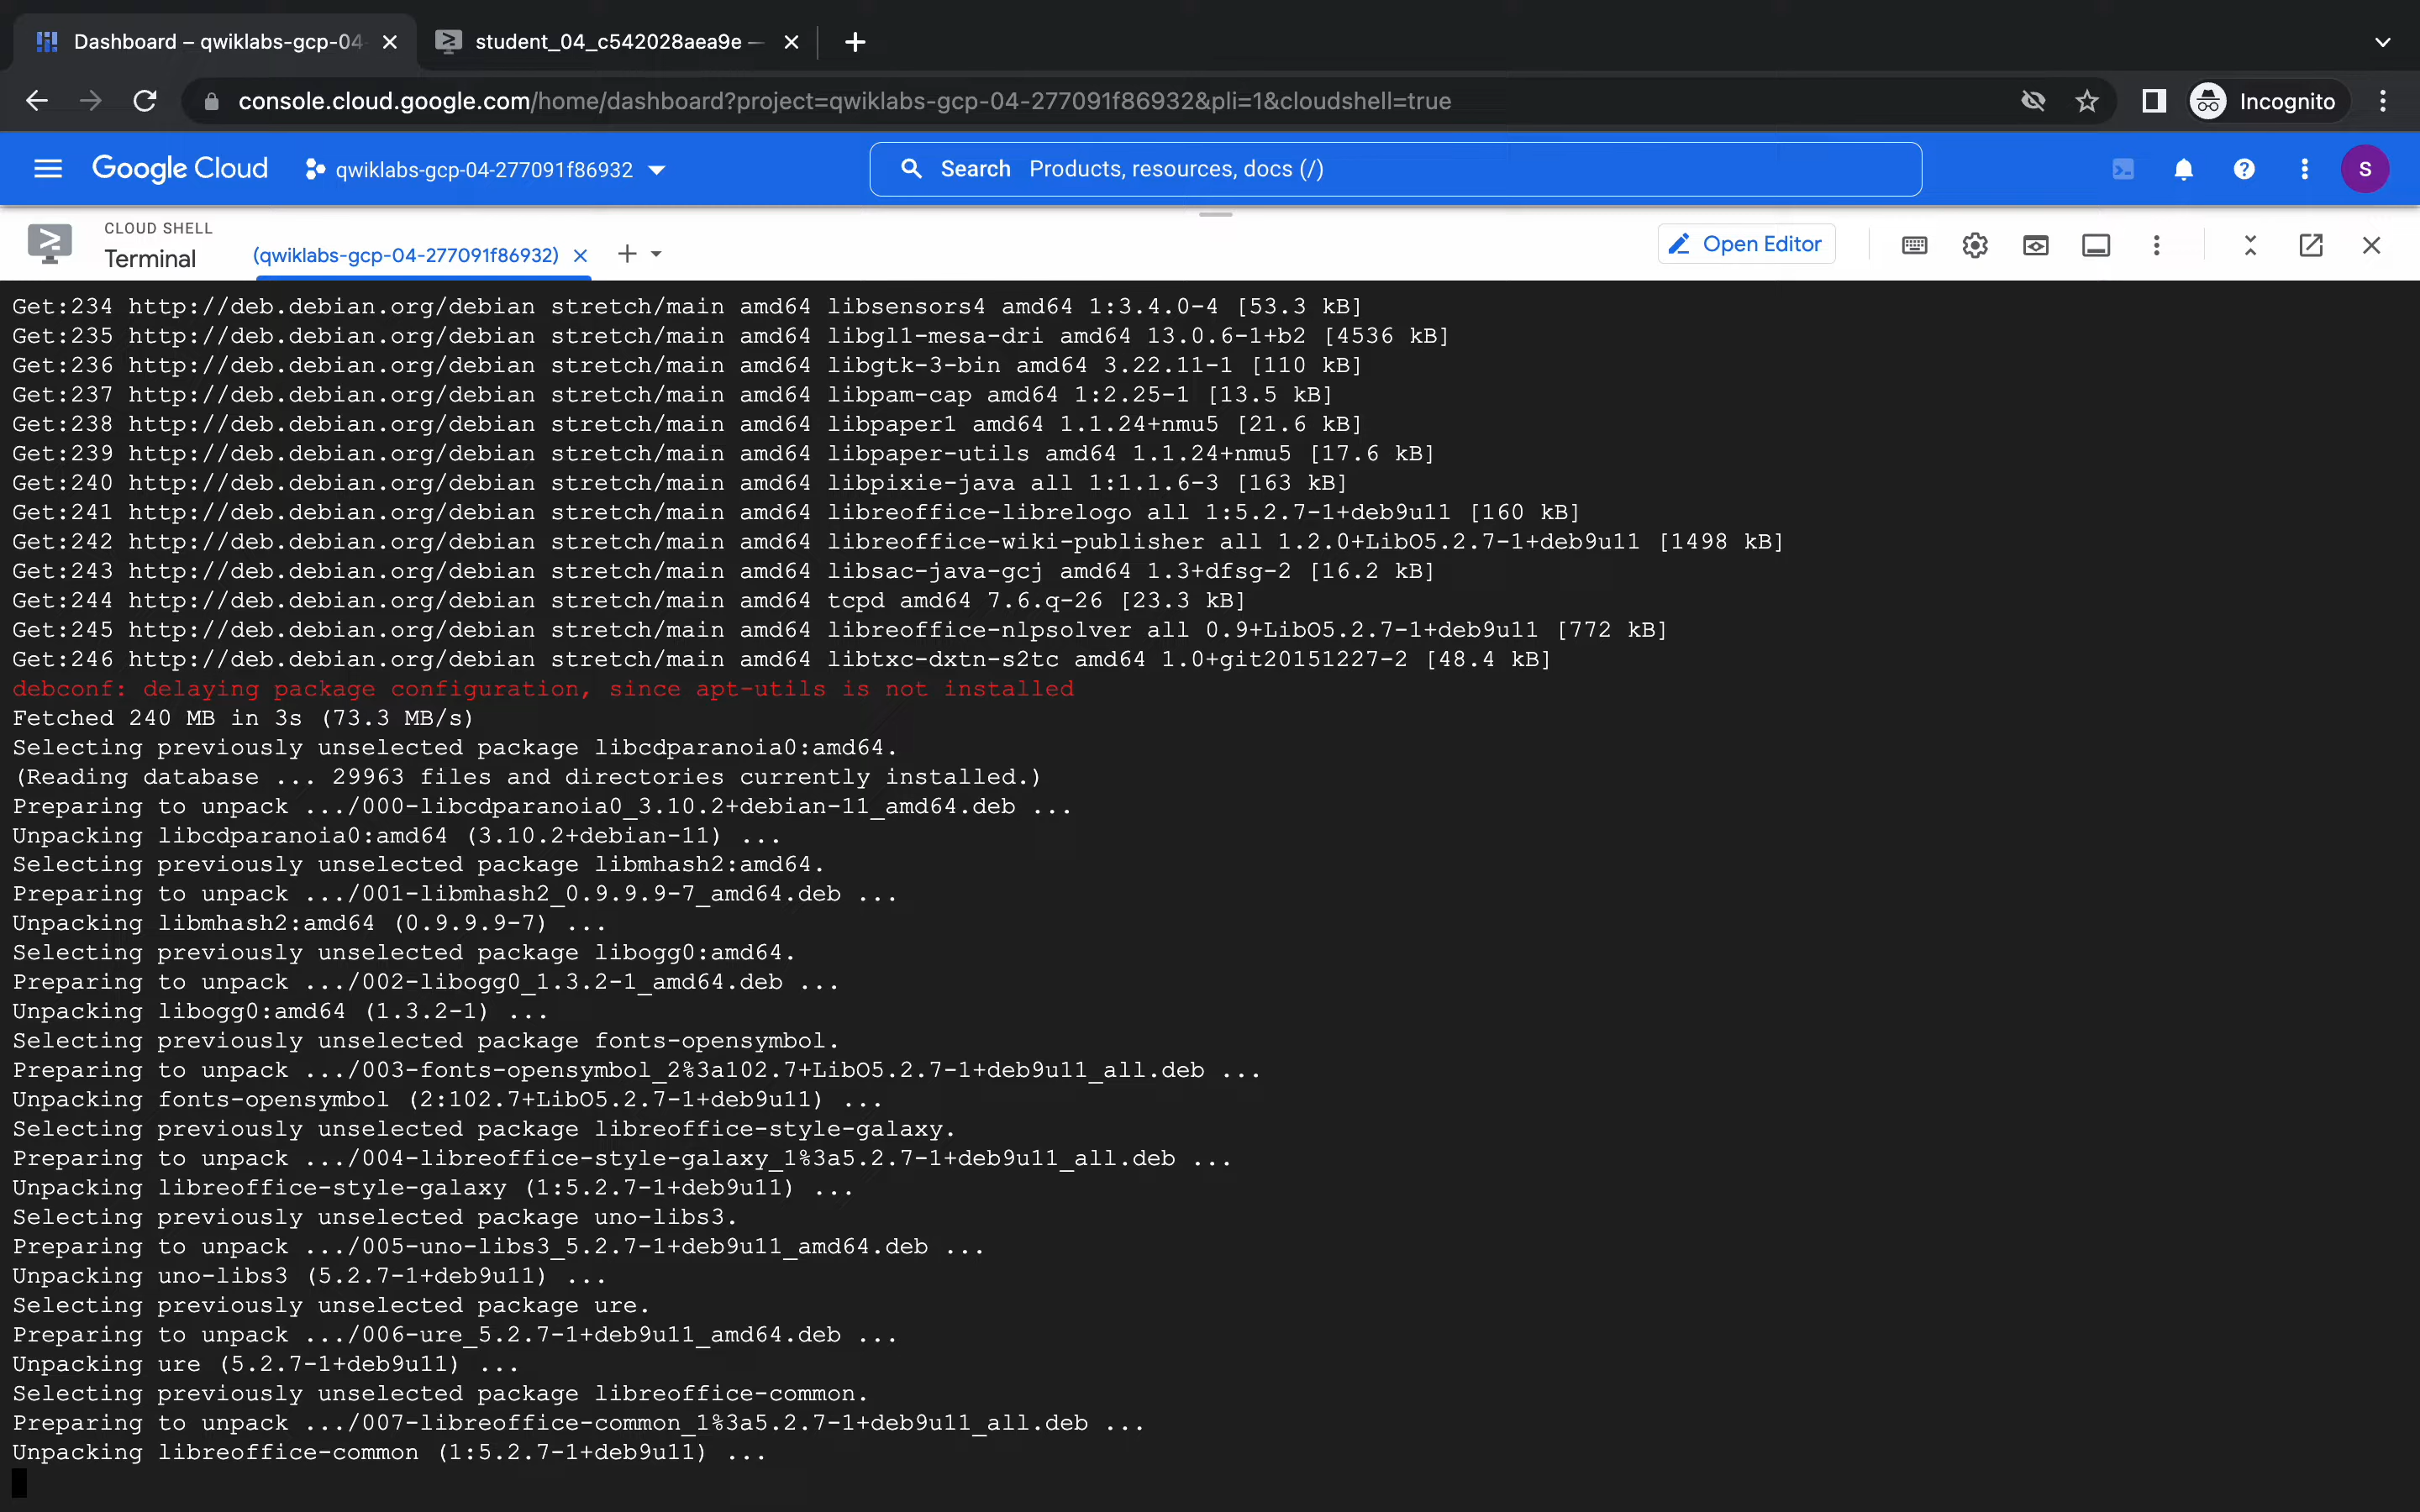 Dashboard – qwiklabs-gcp-04
student_04_c542028aea9e —
console.cloud.google.com/home/dashboard?project=qwiklabs-gcp-04-277091f86932&pli=1&cloudshell=true
Incognito
Google Cloud
qwiklabs-gcp-04-277091f86932
Search Products, resources, docs (/)
S
CLOUD SHELL
Terminal
(qwiklabs-gcp-04-277091f86932)
Open Editor
Get:234 http://deb.debian.org/debian stretch/main amd64 libsensors4 amd64 1:3.4.0-4 [53.3 kB]
Get:235 http://deb.debian.org/debian stretch/main amd64 libgl1-mesa-dri amd64 13.0.6-1+b2 [4536 kB]
Get:236 http://deb.debian.org/debian stretch/main amd64 libgtk-3-bin amd64 3.22.11-1 [110 kB]
Get:237 http://deb.debian.org/debian stretch/main amd64 libpam-cap amd64 1:2.25-1 [13.5 kB]
Get:238 http://deb.debian.org/debian stretch/main amd64 libpaper1 amd64 1.1.24+nmu5 [21.6 kB]
Get:239 http://deb.debian.org/debian stretch/main amd64 libpaper-utils amd64 1.1.24+nmu5 [17.6 kB]
Get:240 http://deb.debian.org/debian stretch/main amd64 libpixie-java all 1:1.1.6-3 [163 kB]
Get:241 http://deb.debian.org/debian stretch/main amd64 libreoffice-librelogo all 1:5.2.7-1+deb9u11 [160 kB]
Get:242 http://deb.debian.org/debian stretch/main amd64 libreoffice-wiki-publisher all 1.2.0+LibO5.2.7-1+deb9u11 [1498 kB]
Get:243 http://deb.debian.org/debian stretch/main amd64 libsac-java-gcj amd64 1.3+dfsg-2 [16.2 kB]
Get:244 http://deb.debian.org/debian stretch/main amd64 tcpd amd64 7.6.q-26 [23.3 kB]
Get:245 http://deb.debian.org/debian stretch/main amd64 libreoffice-nlpsolver all 0.9+LibO5.2.7-1+deb9u11 [772 kB]
Get:246 http://deb.debian.org/debian stretch/main amd64 libtxc-dxtn-s2tc amd64 1.0+git20151227-2 [48.4 kB]
debconf: delaying package configuration, since apt-utils is not installed
Fetched 240 MB in 3s (73.3 MB/s)
Selecting previously unselected package libcdparanoia0:amd64.
(Reading database ... 29963 files and directories currently installed.)
Preparing to unpack .../000-libcdparanoia0_3.10.2+debian-11_amd64.deb ...
Unpacking libcdparanoia0:amd64 (3.10.2+debian-11) ...
Selecting previously unselected package libmhash2:amd64.
Preparing to unpack .../001-libmhash2_0.9.9.9-7_amd64.deb ...
Unpacking libmhash2:amd64 (0.9.9.9-7) ...
Selecting previously unselected package libogg0:amd64.
Preparing to unpack .../002-libogg0_1.3.2-1_amd64.deb ...
Unpacking libogg0:amd64 (1.3.2-1) ...
Selecting previously unselected package fonts-opensymbol.
Preparing to unpack .../003-fonts-opensymbol_2%3a102.7+LibO5.2.7-1+deb9u11_all.deb ...
Unpacking fonts-opensymbol (2:102.7+LibO5.2.7-1+deb9u11) ...
Selecting previously unselected package libreoffice-style-galaxy.
Preparing to unpack .../004-libreoffice-style-galaxy_1%3a5.2.7-1+deb9u11_all.deb ...
Unpacking libreoffice-style-galaxy (1:5.2.7-1+deb9u11) ...
Selecting previously unselected package uno-libs3.
Preparing to unpack .../005-uno-libs3_5.2.7-1+deb9u11_amd64.deb ...
Unpacking uno-libs3 (5.2.7-1+deb9u11) ...
Selecting previously unselected package ure.
Preparing to unpack .../006-ure_5.2.7-1+deb9u11_amd64.deb ...
Unpacking ure (5.2.7-1+deb9u11) ...
Selecting previously unselected package libreoffice-common.
Preparing to unpack .../007-libreoffice-common_1%3a5.2.7-1+deb9u11_all.deb ...
Unpacking libreoffice-common (1:5.2.7-1+deb9u11) ...